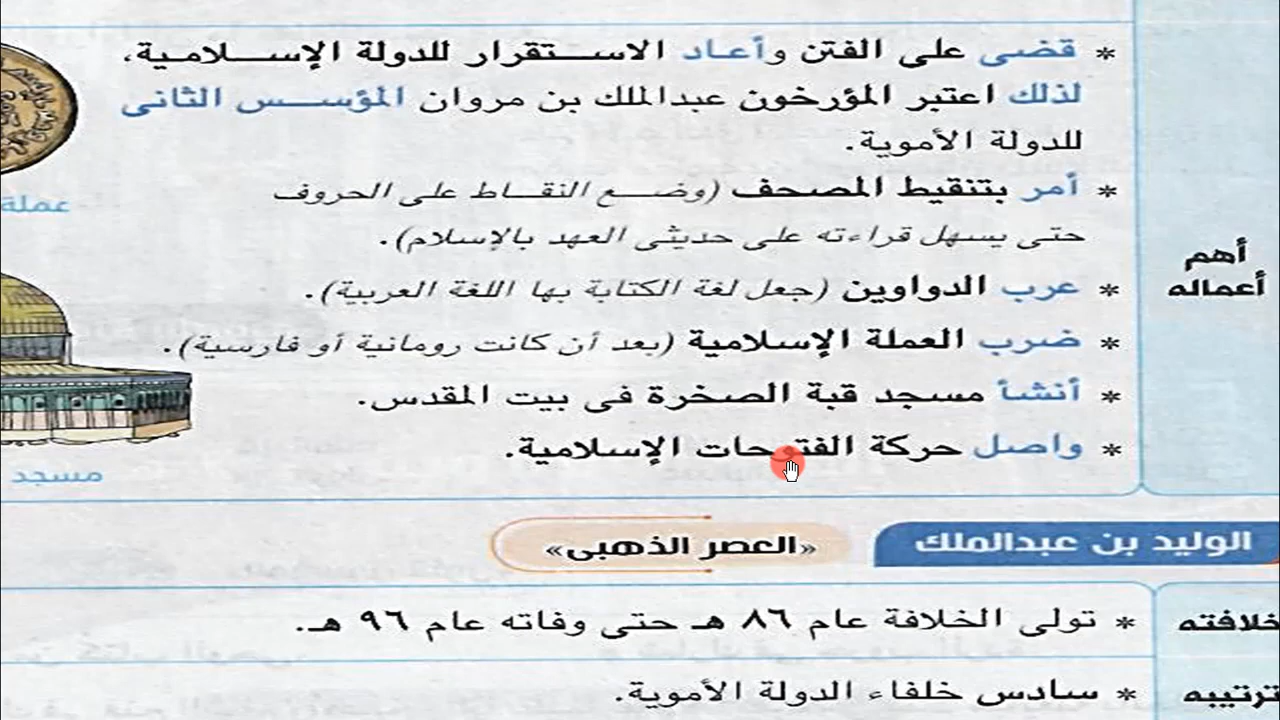 * قضى على الفتن وأعاد الاستقرار للدولة الإسلامية،
لذلك اعتبر المؤرخون عبدالملك بن مروان المؤسس الثانى
للدولة الأموية.
* أمر بتنقيط المصحف (وضع النقاط على الحروف
حتى يسهل قراءته على حديثى العهد بالإسلام).
أهم
أعماله
* عرب الدواوين (جعل لغة الكتابة بها اللغة العربية).
* ضرب العملة الإسلامية (بعد أن كانت رومانية أو فارسية).
* أنشأ مسجد قبة الصخرة فى بيت المقدس.
* واصل حركة الفتوحات الإسلامية.
عملة
مسجد
الوليد بن عبدالملك
«العصر الذهبى»
خلافته
* تولى الخلافة عام ٨٦ هـ حتى وفاته عام ٩٦ هـ.
ترتيبه
* سادس خلفاء الدولة الأموية.